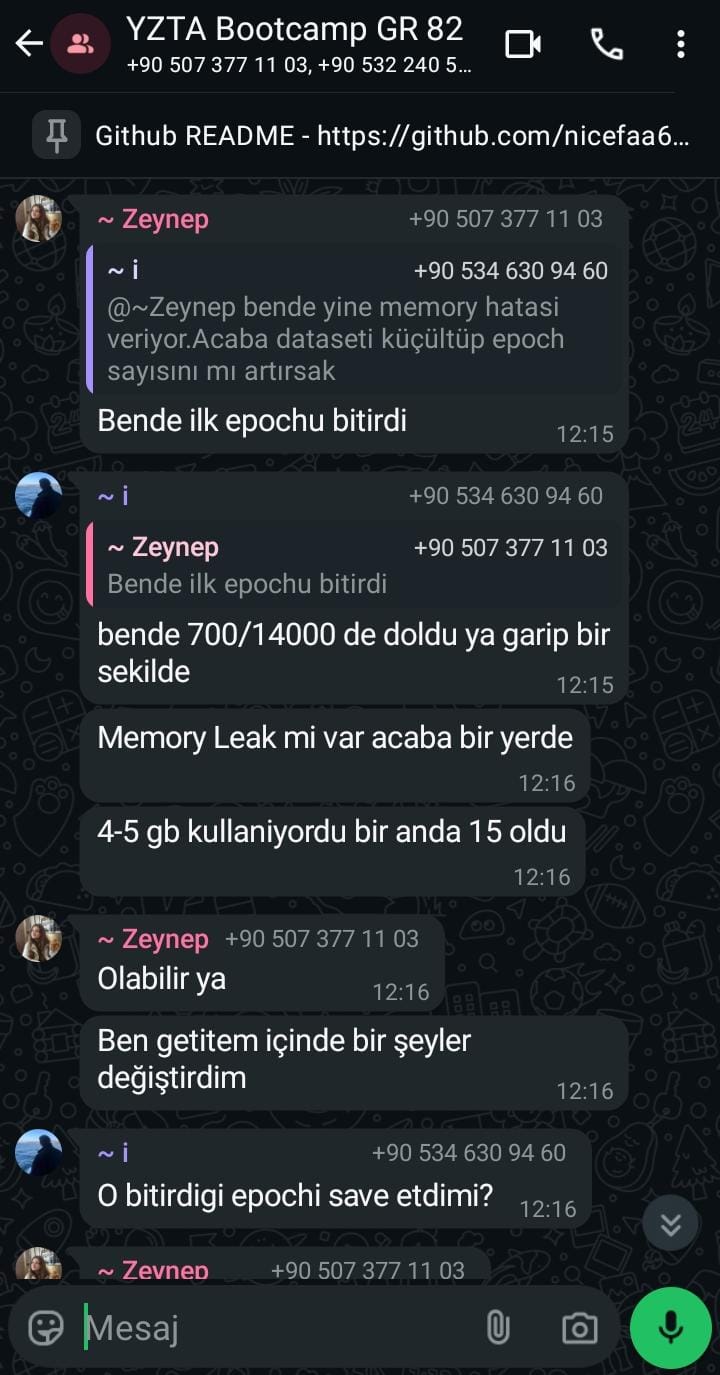 YZTA Bootcamp GR 82
+90 507 377 11 03, +90 532 240 5...
Github README - https://github.com/nicefaa6...
~ Zeynep +90 507 377 11 03
~ i +90 534 630 94 60
@~Zeynep bende yine memory hatasi
veriyor.Acaba dataseti küçültüp epoch
sayısını mı artırsak
Bende ilk epochu bitirdi
12:15
~ i +90 534 630 94 60
~ Zeynep +90 507 377 11 03
Bende ilk epochu bitirdi
bende 700/14000 de doldu ya garip bir
sekilde
12:15
Memory Leak mi var acaba bir yerde
12:16
4-5 gb kullaniyordu bir anda 15 oldu
12:16
~ Zeynep +90 507 377 11 03
Olabilir ya
12:16
Ben getitem içinde bir şeyler
değiştirdim
12:16
~ i +90 534 630 94 60
O bitirdigi epochi save etdimi? 12:16
~ Zeynep +90 507 377 11 03
Mesaj